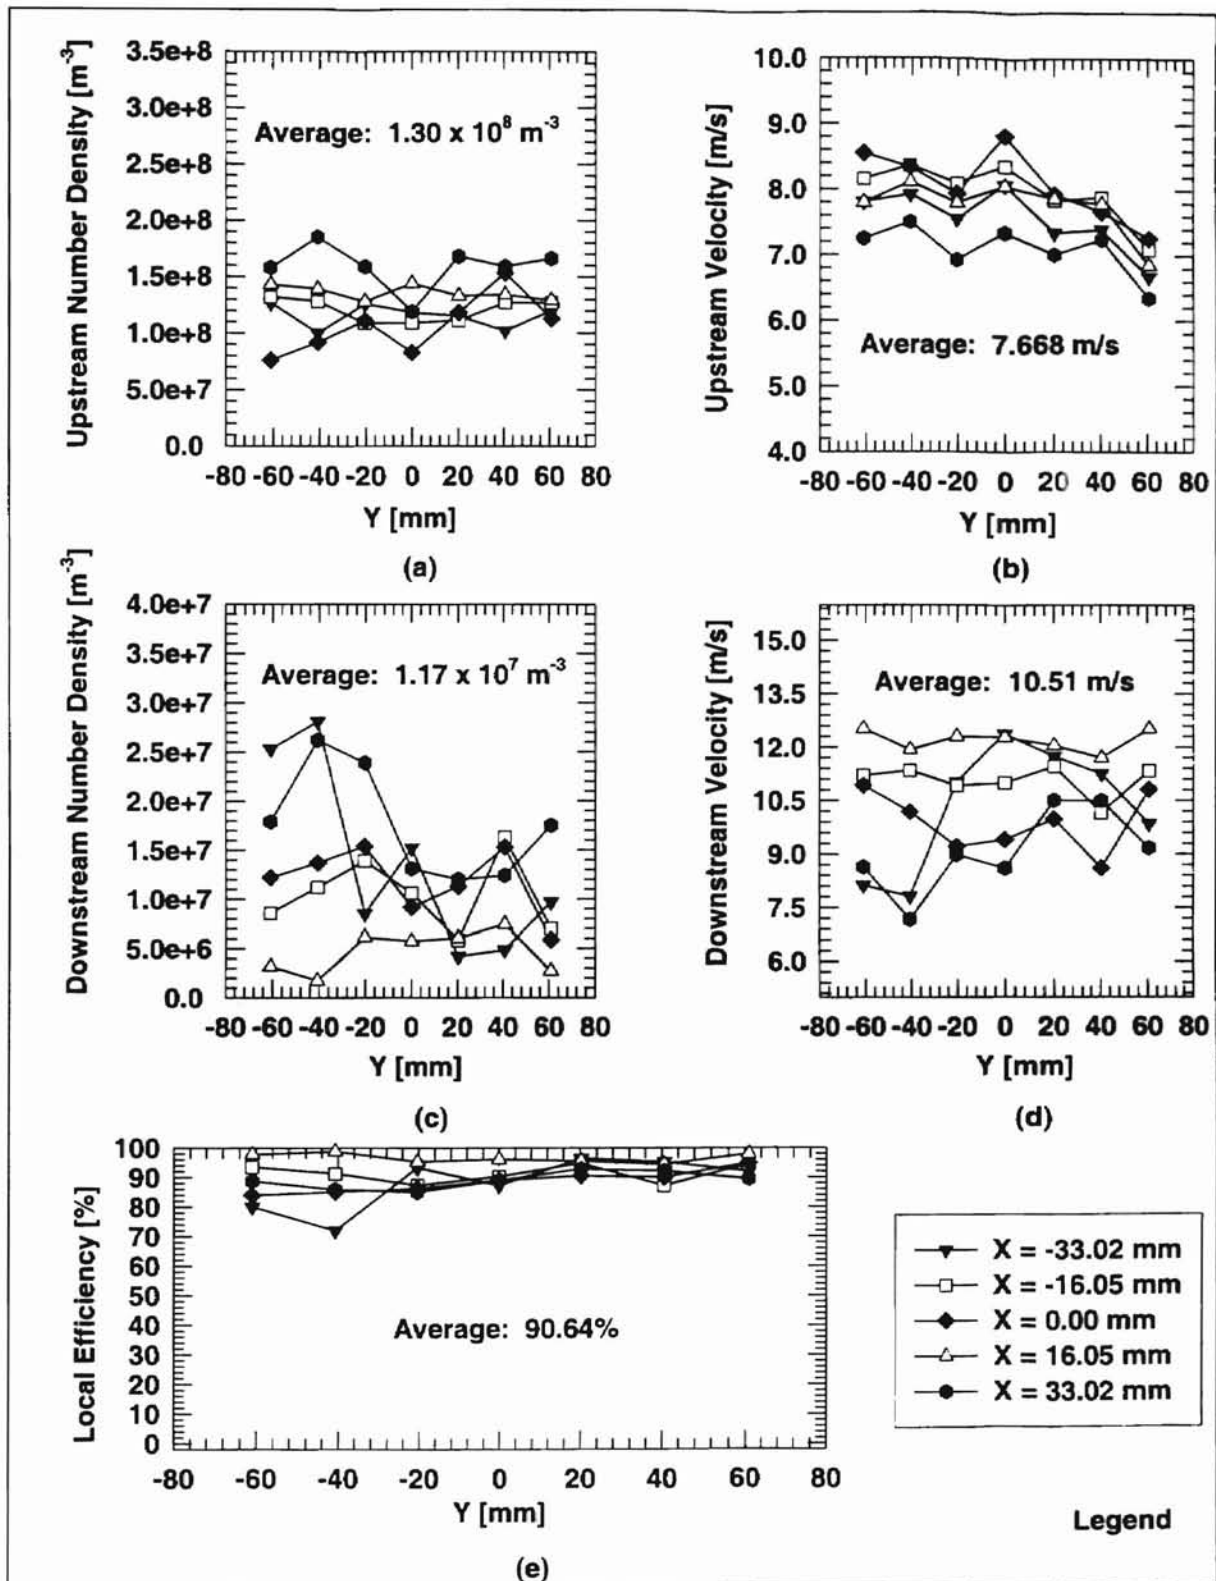 Upstream Number Density [m⁻³]
3.5e+8
3.0e+8
2.5e+8
2.0e+8
1.5e+8
1.0e+8
5.0e+7
0.0
Average: 1.30 x 10⁸ m⁻³
-80 -60 -40 -20 0 20 40 60 80
Y [mm]
(a)
Upstream Velocity [m/s]
10.0
9.0
8.0
7.0
6.0
5.0
4.0
Average: 7.668 m/s
-80 -60 -40 -20 0 20 40 60 80
Y [mm]
(b)
Downstream Number Density [m⁻³]
4.0e+7
3.5e+7
3.0e+7
2.5e+7
2.0e+7
1.5e+7
1.0e+7
5.0e+6
0.0
Average: 1.17 x 10⁷ m⁻³
-80 -60 -40 -20 0 20 40 60 80
Y [mm]
(c)
Downstream Velocity [m/s]
15.0
13.5
12.0
10.5
9.0
7.5
6.0
Average: 10.51 m/s
-80 -60 -40 -20 0 20 40 60 80
Y [mm]
(d)
Local Efficiency [%]
100
90
80
70
60
50
40
30
20
10
0
Average: 90.64%
-80 -60 -40 -20 0 20 40 60 80
Y [mm]
(e)
X = -33.02 mm
X = -16.05 mm
X = 0.00 mm
X = 16.05 mm
X = 33.02 mm
Legend